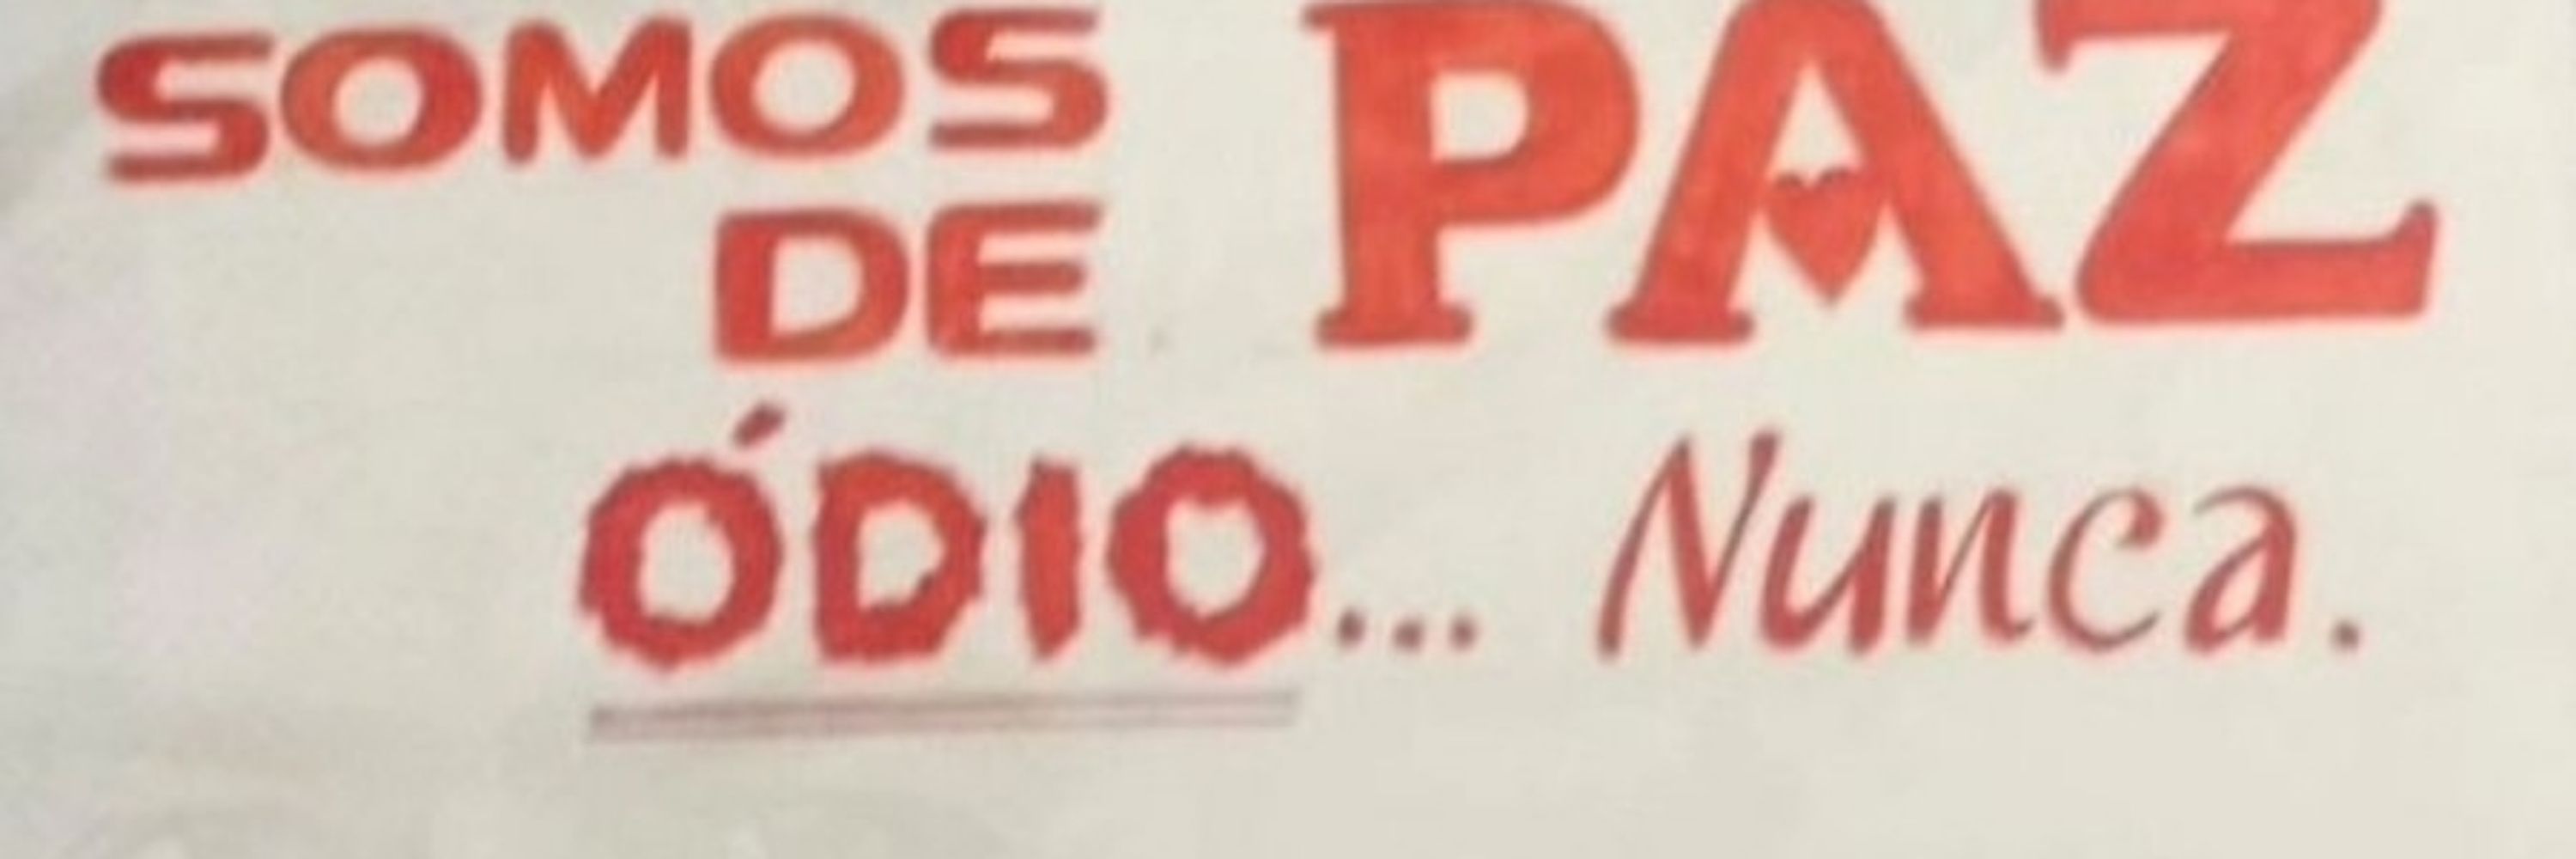 SOMOS
DE PAZ
ÓDIO... Nunca.